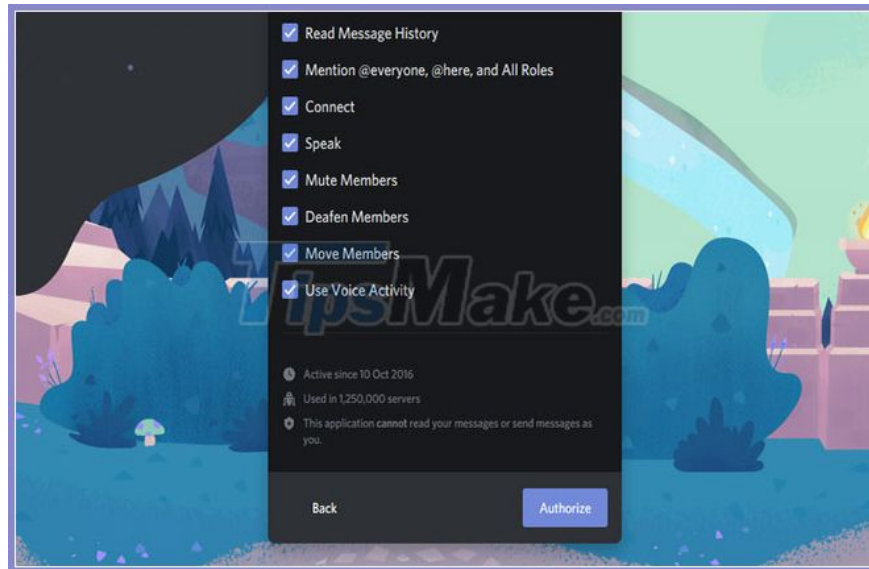 Read Message History
Mention @everyone, @here, and All Roles
Connect
Speak
Mute Members
Deafen Members
Move Members
Use Voice Activity
TipsMake.com
Active since 10 Oct 2016
Used in 1,250,000 servers
This application cannot read your messages or send messages as
you.
Back
Authorize